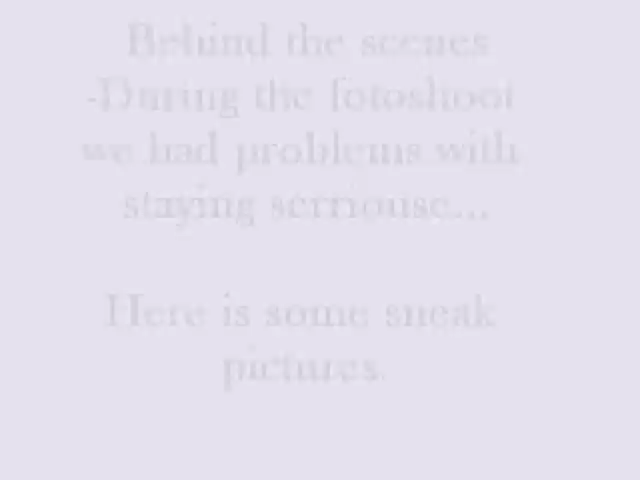 Behind the scenes
-During the fotoshoot
we had problems with
staying serriouse...
Here is some sneak
pictures.